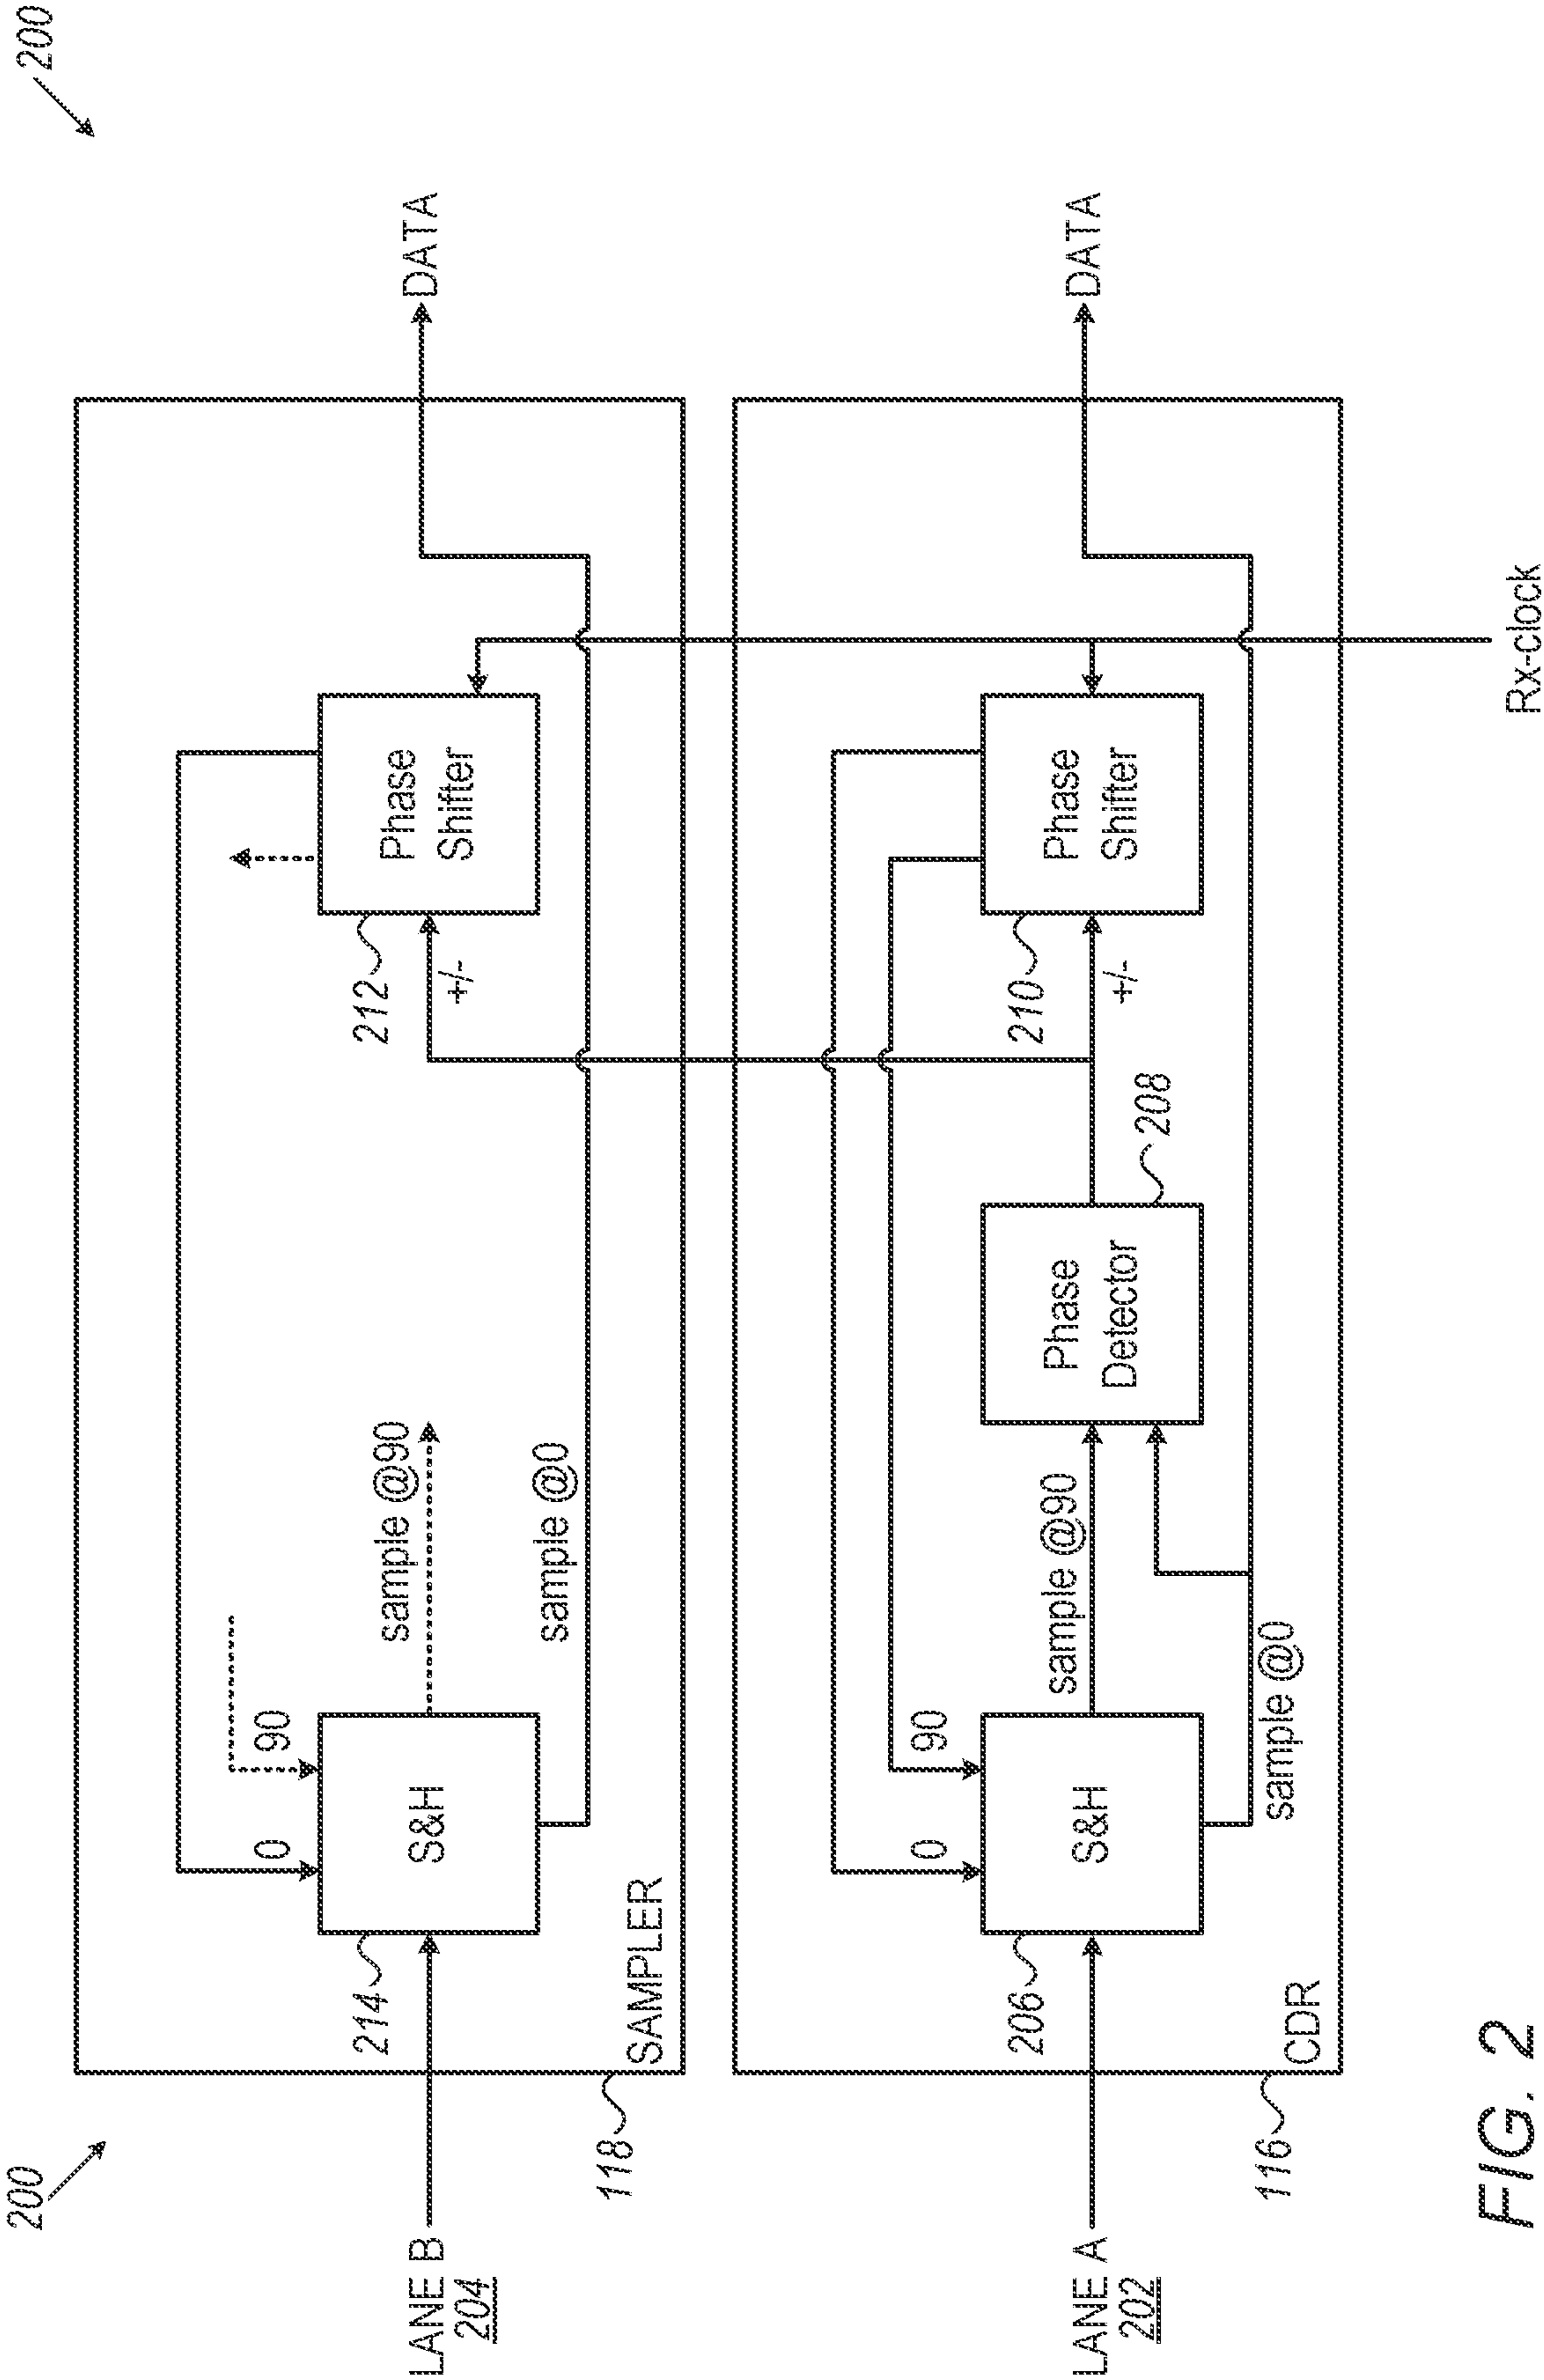 200
200
LANE B
204
214
0
90
S&H
sample @90
sample @0
212
+/-
Phase
Shifter
DATA
SAMPLER
118
LANE A
202
206
0
90
S&H
sample @90
sample @0
Phase
Detector
208
210
+/-
Phase
Shifter
DATA
CDR
116
Rx-clock
FIG. 2